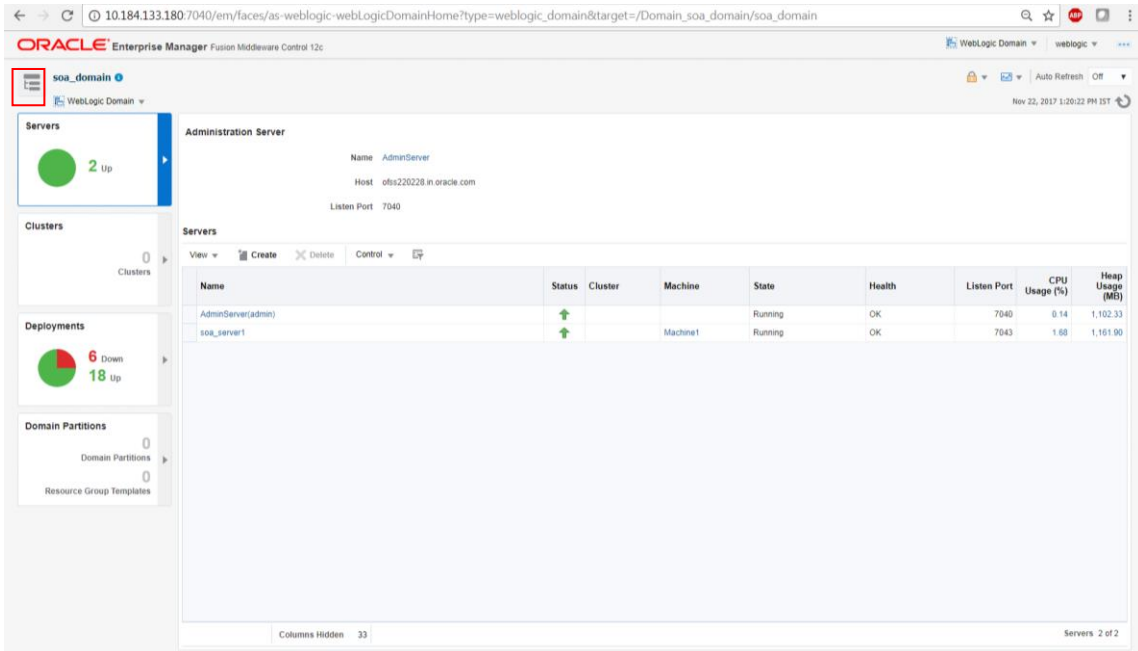 10.184.133.180:7040/em/faces/as-weblogic-webLogicDomainHome?type=weblogic_domain&target=/Domain_soa_domain/soa_domain
ABP
ORACLE Enterprise Manager Fusion Middleware Control 12c
WebLogic Domain
weblogic
soa_domain
Auto Refresh Off
WebLogic Domain
Nov 22, 2017 1:20:22 PM IST
Servers
2 Up
Clusters
0
Clusters
Deployments
6 Down
18 Up
Domain Partitions
0
Domain Partitions
0
Resource Group Templates
Administration Server
Name AdminServer
Host ofss220228.in.oracle.com
Listen Port 7040
Servers
View Create Delete Control
Name Status Cluster Machine State Health Listen Port CPU Usage (%) Heap Usage (MB)
AdminServer(admin) Running OK 7040 0.14 1,102.33
soa_server1 Machine1 Running OK 7043 1.68 1,161.90
Columns Hidden 33
Servers 2 of 2